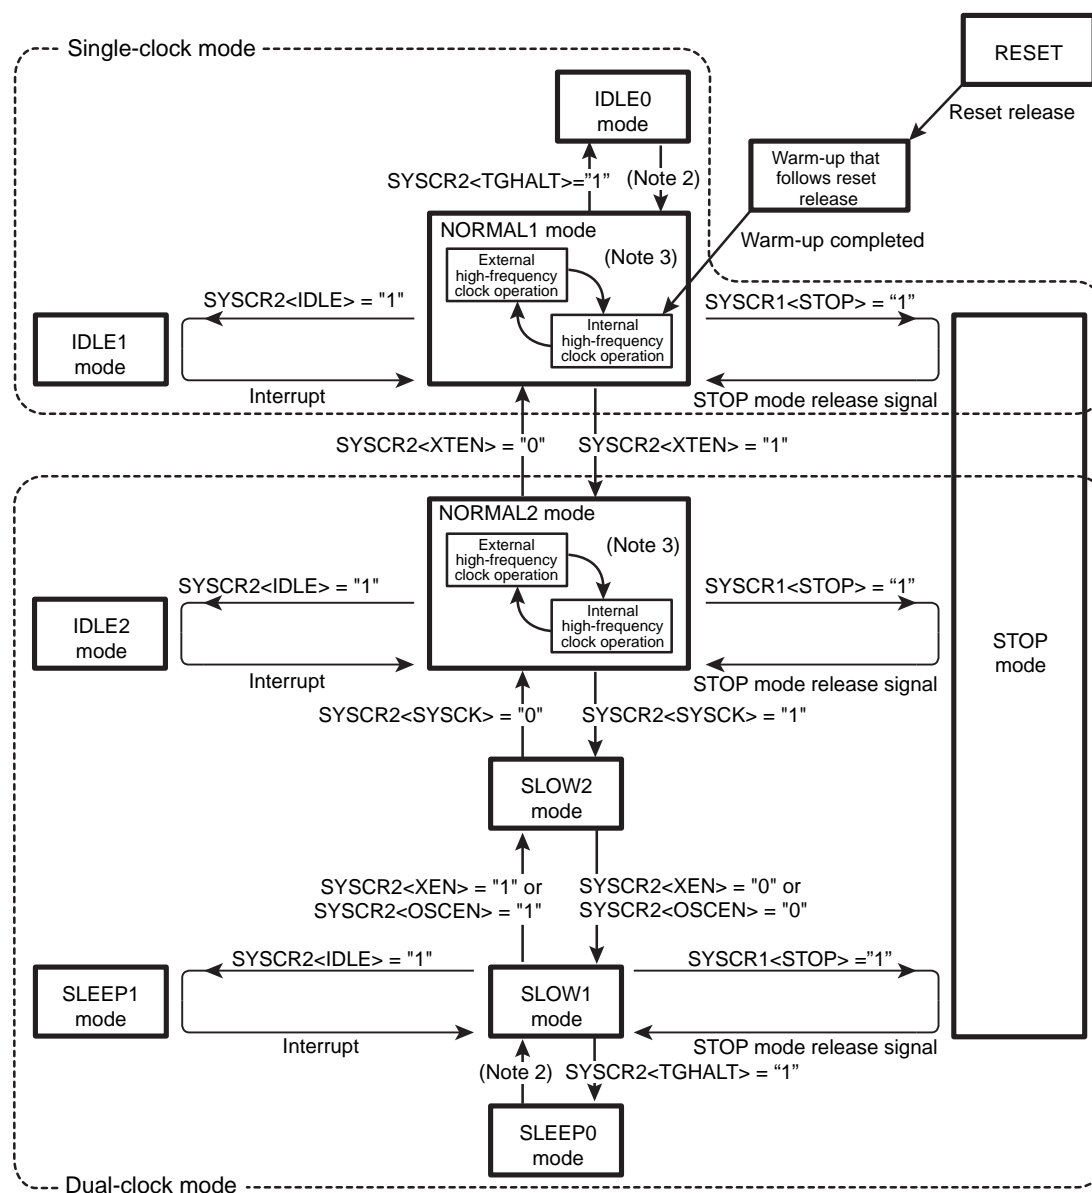 Single-clock mode
RESET
IDLE0
mode
Reset release
Warm-up that
follows reset
release
SYSCR2<TGHALT>=”1”
(Note 2)
NORMAL1 mode
Warm-up completed
External
high-frequency
clock operation
(Note 3)
SYSCR2<IDLE> = "1"
SYSCR1<STOP> = “1”
Internal
high-frequency
clock operation
IDLE1
mode
Interrupt
STOP mode release signal
SYSCR2<XTEN> = "0"
SYSCR2<XTEN> = "1"
NORMAL2 mode
External
high-frequency
clock operation
(Note 3)
SYSCR2<IDLE> = "1"
SYSCR1<STOP> = “1”
Internal
high-frequency
clock operation
IDLE2
mode
STOP
mode
Interrupt
STOP mode release signal
SYSCR2<SYSCK> = "0"
SYSCR2<SYSCK> = "1"
SLOW2
mode
SYSCR2<XEN> = "1" or
SYSCR2<OSCEN> = "1"
SYSCR2<XEN> = "0" or
SYSCR2<OSCEN> = "0"
SYSCR2<IDLE> = "1"
SYSCR1<STOP> =”1”
SLEEP1
mode
SLOW1
mode
Interrupt
STOP mode release signal
(Note 2)
SYSCR2<TGHALT> = “1”
SLEEP0
mode
Dual-clock mode